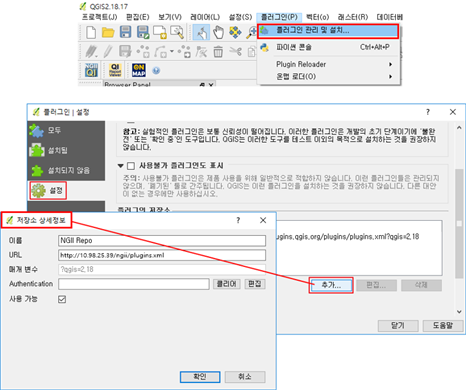 QGIS2.18.17
프로젝트(J) 편집(E) 보기(V) 레이어(L) 설정(S) 플러그인(P) 벡터(o) 래스터(R) 데이터베
플러그인 관리 및 설치...
파이썬 콘솔 Ctrl+Alt+P
Plugin Reloader
온맵 로더(O)
NGII
QI
ON
MAP
Browser Panel
플러그인 | 설정
모두
설치됨
설치되지 않음
설정
참고: 실험적인 플러그인은 보통 신뢰성이 떨어집니다. 이러한 플러그인은 개발의 초기 단계이기에 '불완
전' 또는 '확인 중'인 도구입니다. QGIS는 이러한 도구를 테스트 이외의 목적으로 설치하는 것을 권장하지
않습니다.
사용불가 플러그인도 표시
주의: 사용불가 플러그인은 제품 사용을 위해 일반적으로 적합하지 않습니다. 이런 플러그인들은 관리되지
않으며, '폐기된' 툴로 간주됩니다. QGIS는 이런 플러그인을 설치하는 것을 권장하지 않습니다. 다른 대안
이 없는 경우에만 사용하십시오.
플러그인 저장소
ugins.qgis.org/plugins/plugins.xml?qgis=2.18
추가... 편집... 삭제
닫기 도움말
저장소 상세정보
이름 NGII Repo
URL http://10.98.25.39/ngii/plugins.xml
매개 변수 ?qgis=2.18
Authentication 클리어 편집
사용 가능
확인 취소